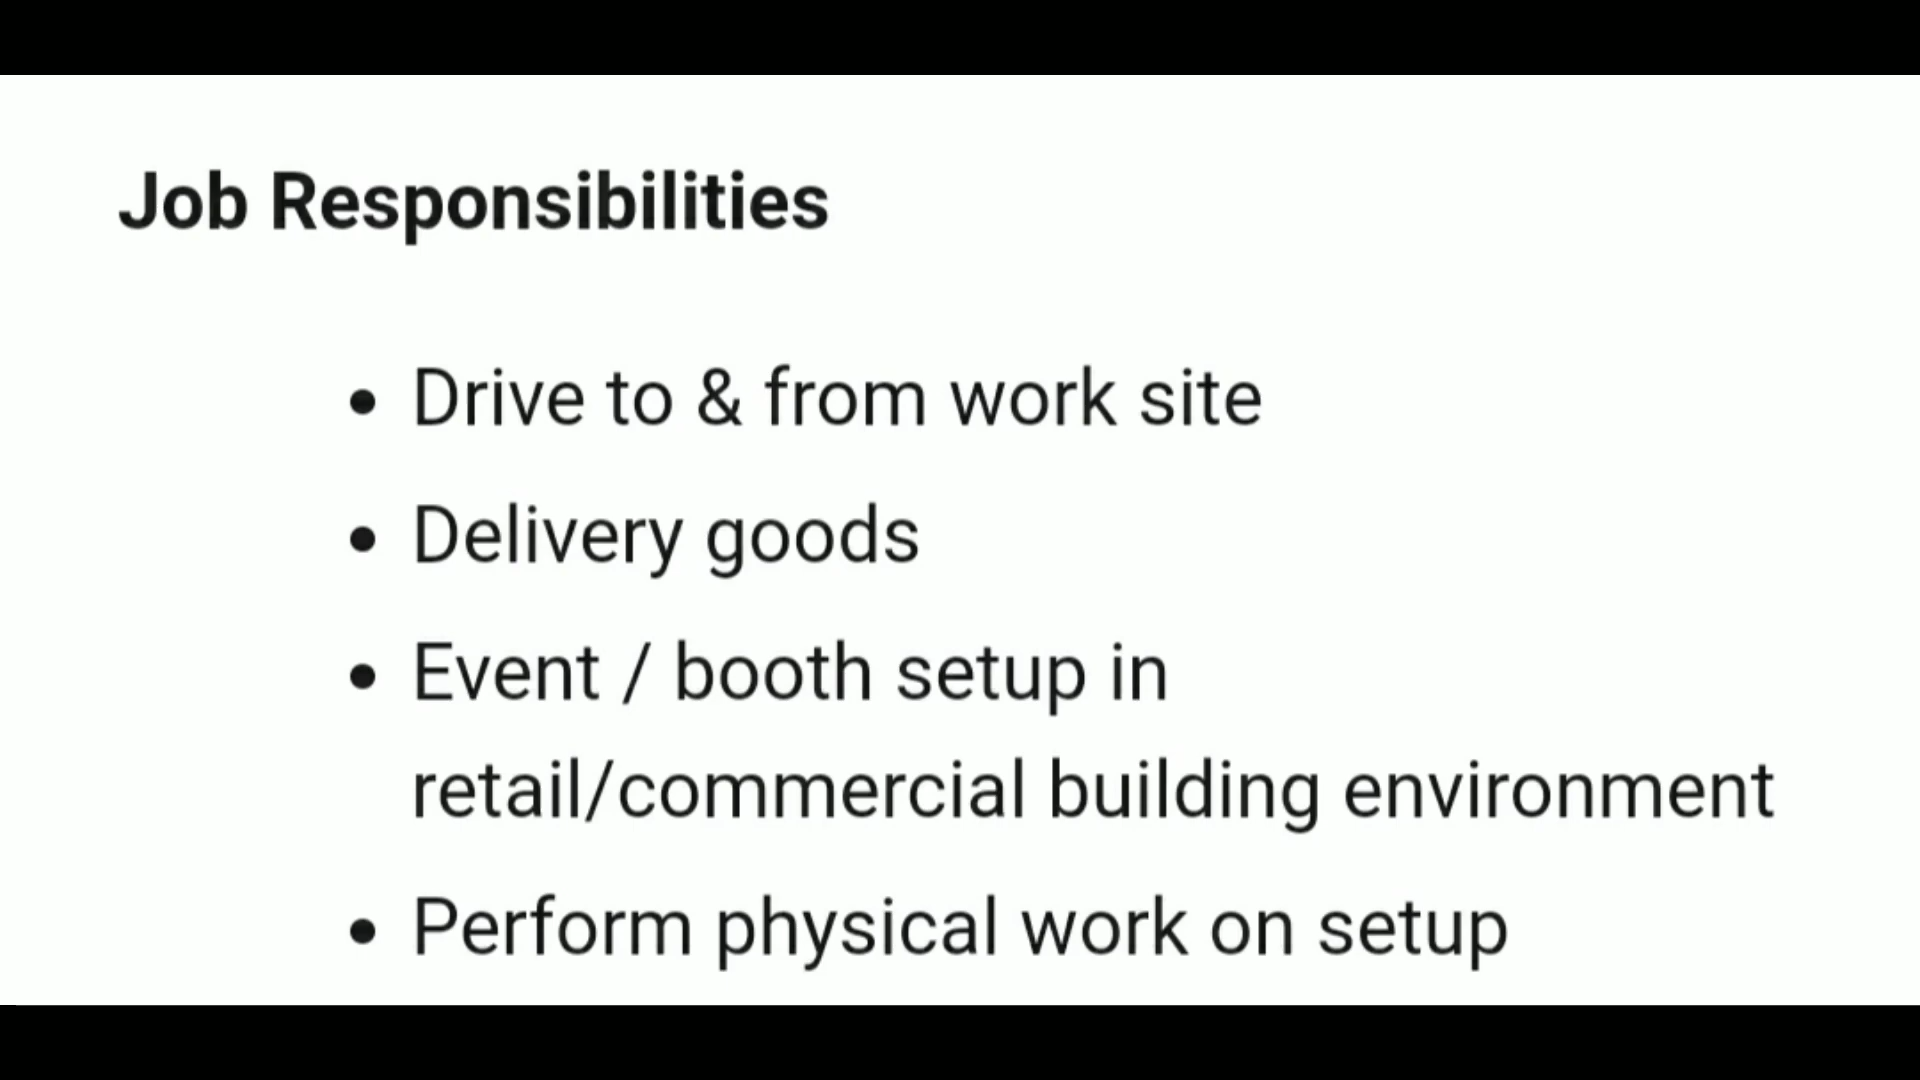 Job Responsibilities
• Drive to & from work site
• Delivery goods
• Event / booth setup in
retail/commercial building environment
• Perform physical work on setup